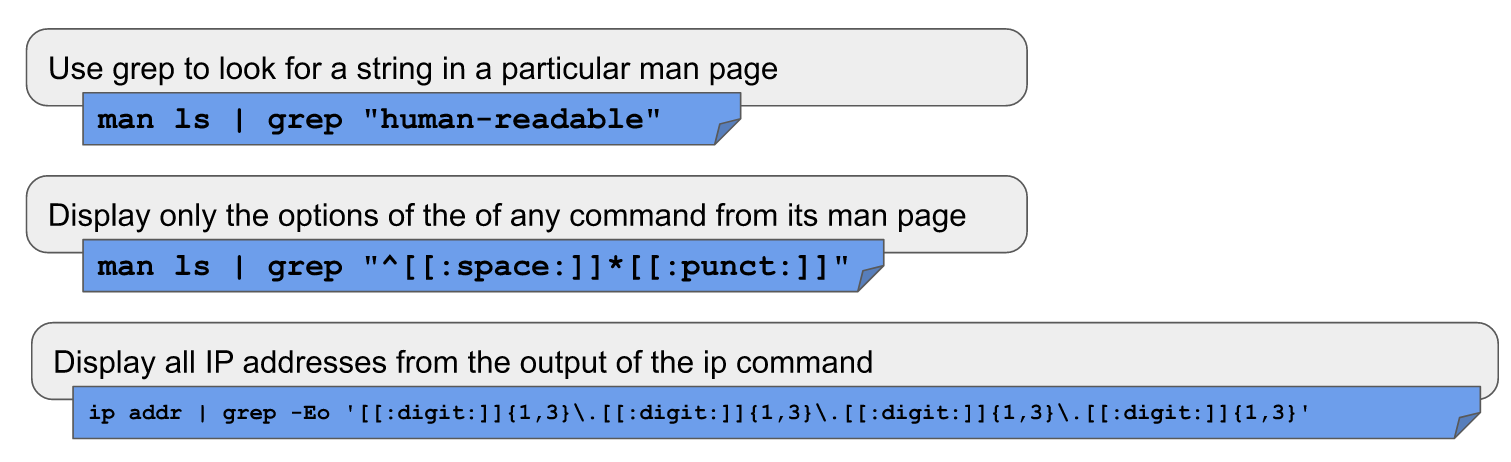 Use grep to look for a string in a particular man page
man ls | grep "human-readable"
Display only the options of the of any command from its man page
man ls | grep "^[[:space:]]*[[:punct:]]"
Display all IP addresses from the output of the ip command
ip addr | grep -Eo '[[:digit:]]{1,3}\.[[:digit:]]{1,3}\.[[:digit:]]{1,3}\.[[:digit:]]{1,3}'